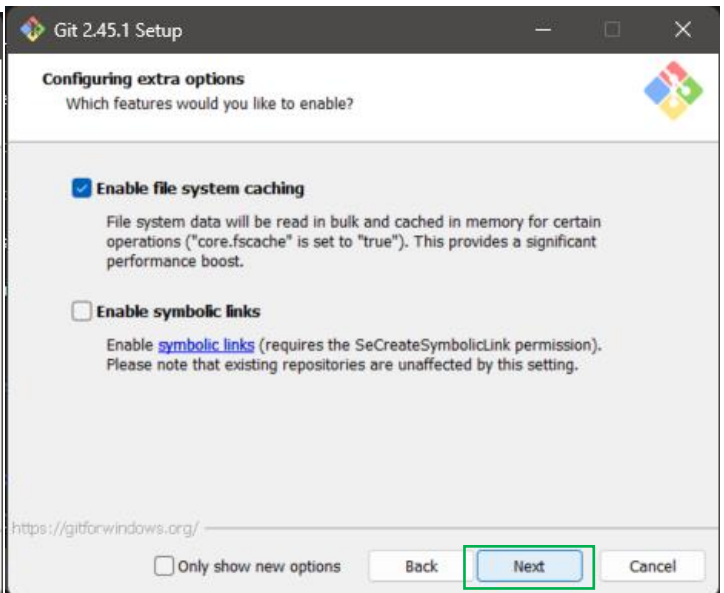 Git 2.45.1 Setup
Configuring extra options
Which features would you like to enable?
Enable file system caching
File system data will be read in bulk and cached in memory for certain
operations ("core.fscache" is set to "true"). This provides a significant
performance boost.
Enable symbolic links
Enable symbolic links (requires the SeCreateSymbolicLink permission).
Please note that existing repositories are unaffected by this setting.
https://gitforwindows.org/
Only show new options Back Next Cancel